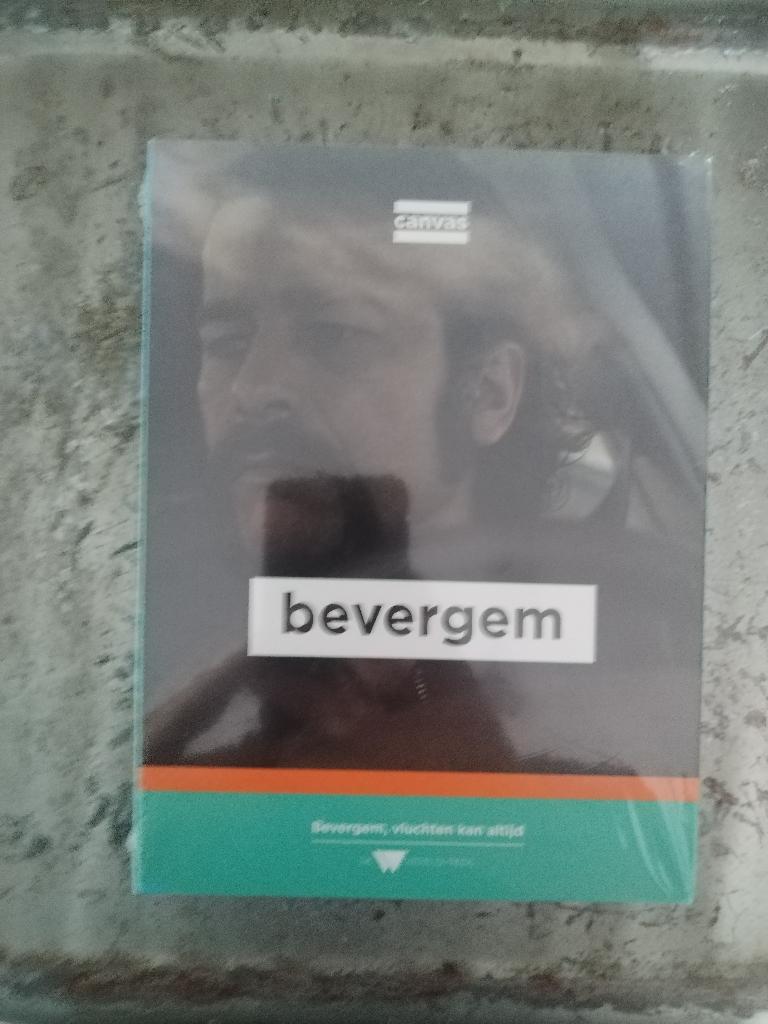 canvas
bevergem
Bevergem, vluchten kan altijd
W